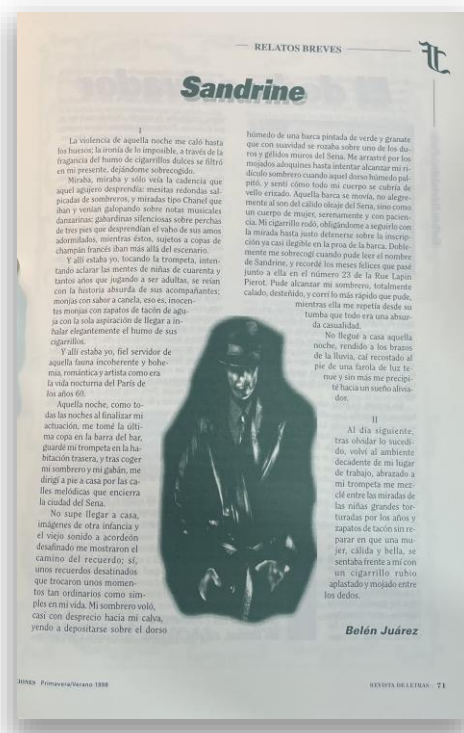 RELATOS BREVES
Sandrine
I
La violencia de aquella noche me caló hasta
los huesos; la ironía de lo imposible, a través de la
fragancia del humo de cigarrillos dulces se filtró
en mi presente, dejándome sobrecogido.
Miraba, miraba y sólo veía la cadencia que
aquel agujero desprendía: mesitas redondas sal-
picadas de sombreros, y miradas tipo Chanel que
iban y venían galopando sobre notas musicales
danzarinas; gabardinas silenciosas sobre perchas
de tres pies que desprendían el vaho de sus amos
adormilados, mientras éstos, sujetos a copas de
champán francés iban más allá del escenario.
Y allí estaba yo, tocando la trompeta, inten-
tando aclarar las mentes de niñas de cuarenta y
tantos años que jugando a ser adultas, se reían
con la historia absurda de sus acompañantes;
monjas con sabor a canela, eso es, inocen-
tes monjas con zapatos de tacón de agu-
ja con la sola aspiración de llegar a in-
halar elegantemente el humo de sus
cigarrillos.
Y allí estaba yo, fiel servidor de
aquella fauna incoherente y bohe-
mia, romántica y artista como era
la vida nocturna del París de
los años 60.
Aquella noche, como to-
das las noches al finalizar mi
actuación, me tomé la últi-
ma copa en la barra del bar,
guardé mi trompeta en la ha-
bitación trasera, y tras coger
mi sombrero y mi gabán, me
dirigí a pie a casa por las ca-
lles melódicas que encierra
la ciudad del Sena.
No supe llegar a casa,
imágenes de otra infancia y
el viejo sonido a acordeón
desafinado me mostraron el
camino del recuerdo; sí,
unos recuerdos desatinados
que trocaron unos momen-
tos tan ordinarios como sim-
ples en mi vida. Mi sombrero voló,
casi con desprecio hacia mi calva,
yendo a depositarse sobre el dorso
húmedo de una barca pintada de verde y granate
que con suavidad se rozaba sobre uno de los du-
ros y gélidos muros del Sena. Me arrastré por los
mojados adoquines hasta intentar alcanzar mi ri-
dículo sombrero cuando aquel dorso húmedo pal-
pitó, y sentí cómo todo mi cuerpo se cubría de
vello erizado. Aquella barca se movía, no alegre-
mente al son del cálido oleaje del Sena, sino como
un cuerpo de mujer, serenamente y con pacien-
cia. Mi cigarrillo rodó, obligándome a seguirlo con
la mirada hasta justo detenerse sobre la inscrip-
ción ya casi ilegible en la proa de la barca. Doble-
mente me sobrecogí cuando pude leer el nombre
de Sandrine, y recordé los meses felices que pasé
junto a ella en el número 23 de la Rue Lapin
Pierot. Pude alcanzar mi sombrero, totalmente
calado, desteñido, y corrí lo más rápido que pude,
mientras ella me repetía desde su
tumba que todo era una absur-
da casualidad.
No llegué a casa aquella
noche, rendido a los brazos
de la lluvia, caí recostado al
pie de una farola de luz te-
nue y sin más me precipi-
té hacia un sueño alivia-
dor.
II
Al día siguiente,
tras olvidar lo sucedi-
do, volví al ambiente
decadente de mi lugar
de trabajo, abrazado a
mi trompeta me mez-
clé entre las miradas de
las niñas grandes tor-
turadas por los años y
zapatos de tacón sin re-
parar en que una mu-
jer, cálida y bella, se
sentaba frente a mí con
un cigarrillo rubio
aplastado y mojado entre
los dedos.
Belén Juárez
Primavera/Verano 1998
REVISTA DE LETRAS 71